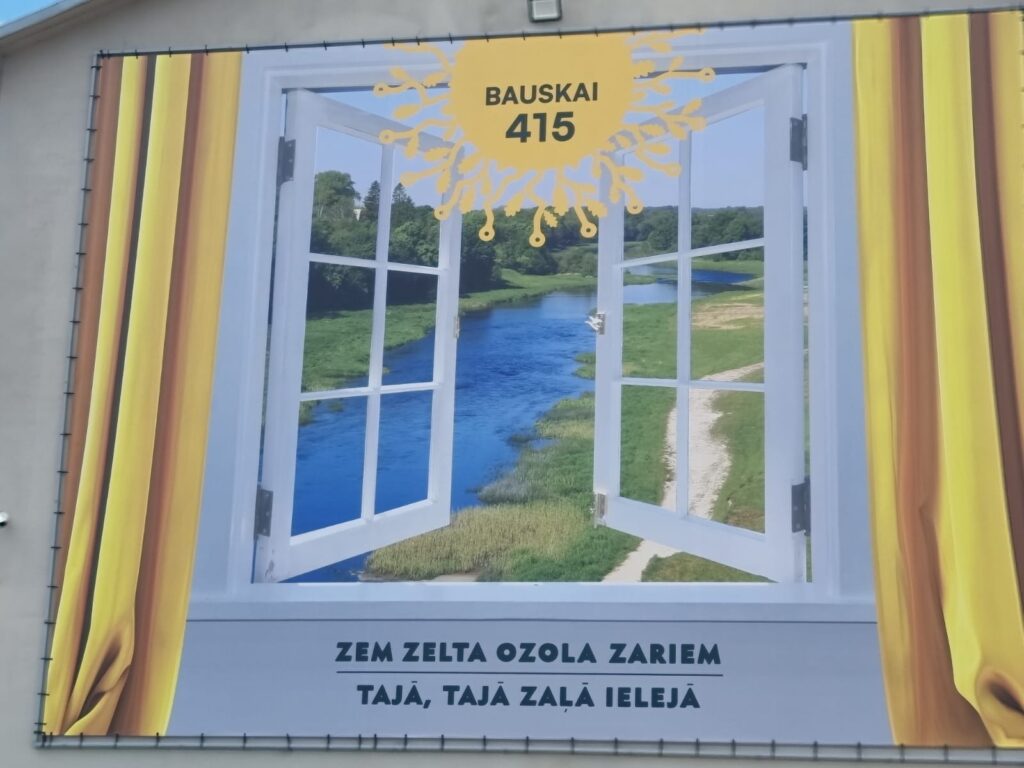 BAUSKAI
415
ZEM ZELTA OZOLA ZARIEM
TAJĀ, TAJĀ ZAĻĀ IELEJĀ